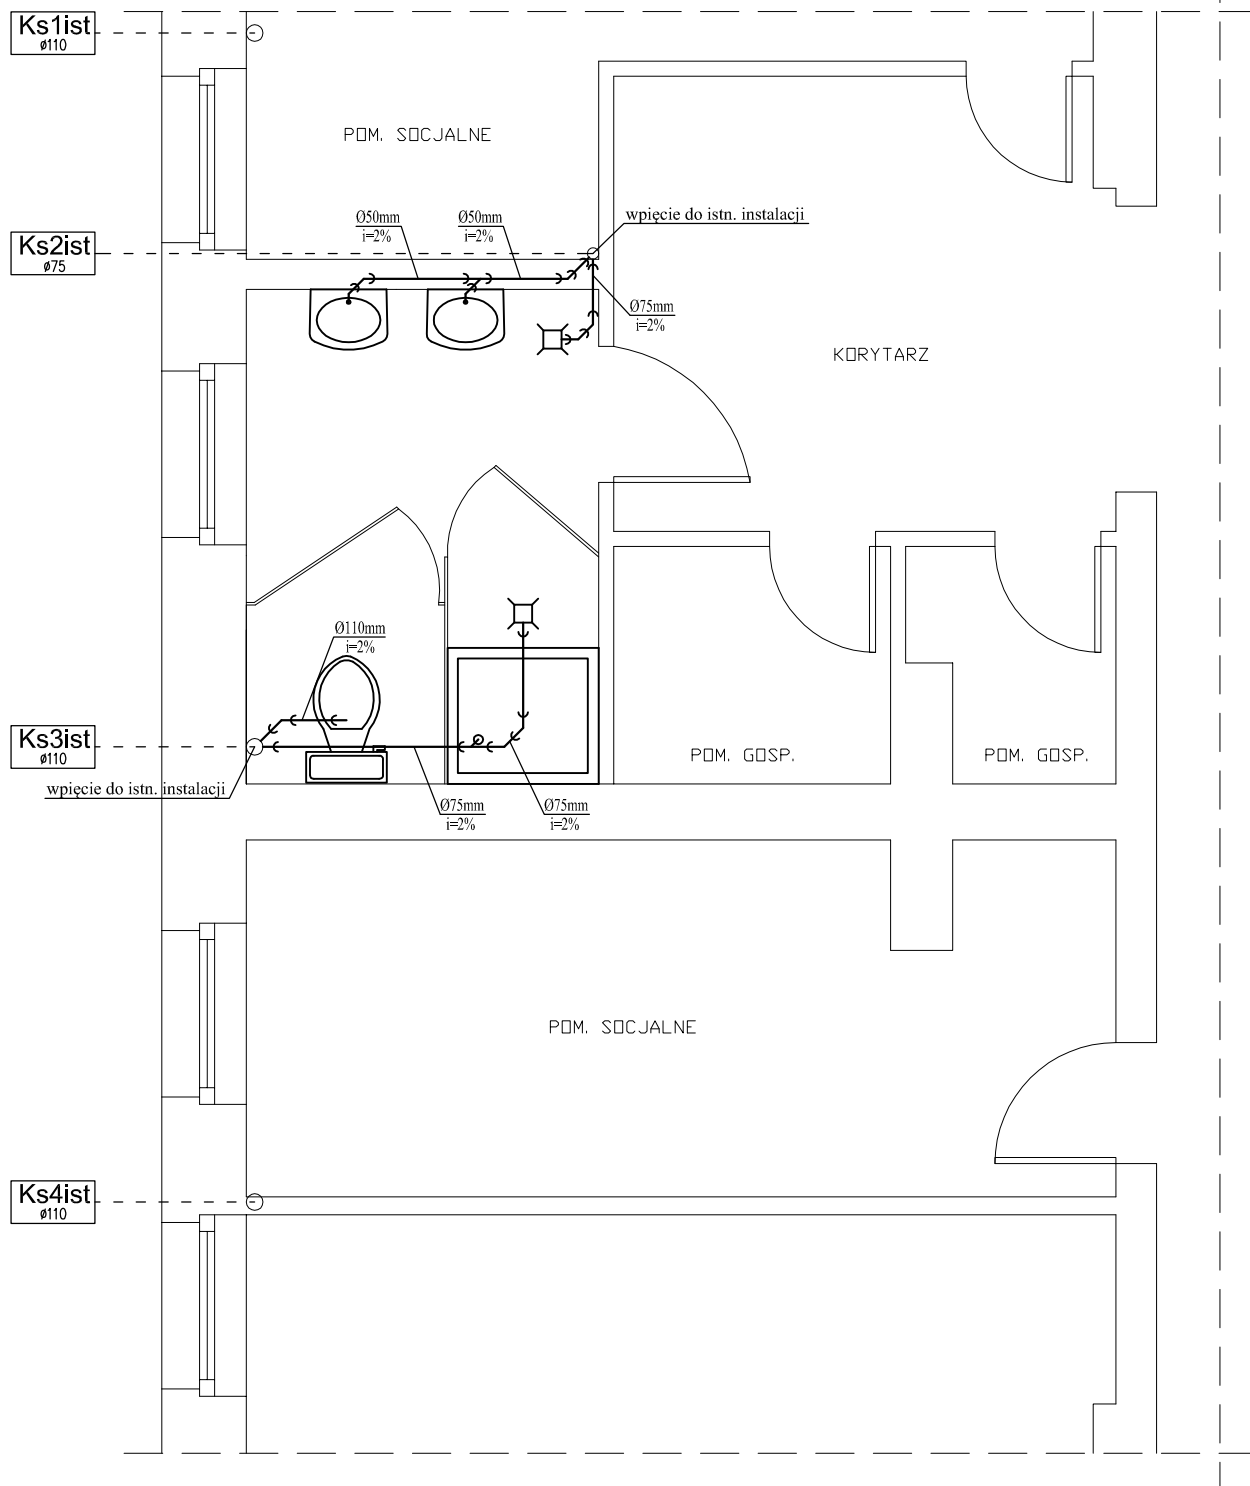 Ks1ist
ø110
POM. SOCJALNE
Ø50mm
i=2%
Ø50mm
i=2%
wpięcie do istn. instalacji
Ks2ist
ø75
Ø75mm
i=2%
KORYTARZ
Ø110mm
i=2%
Ks3ist
ø110
POM. GOSP.
POM. GOSP.
wpięcie do istn. instalacji
Ø75mm
i=2%
Ø75mm
i=2%
POM. SOCJALNE
Ks4ist
ø110